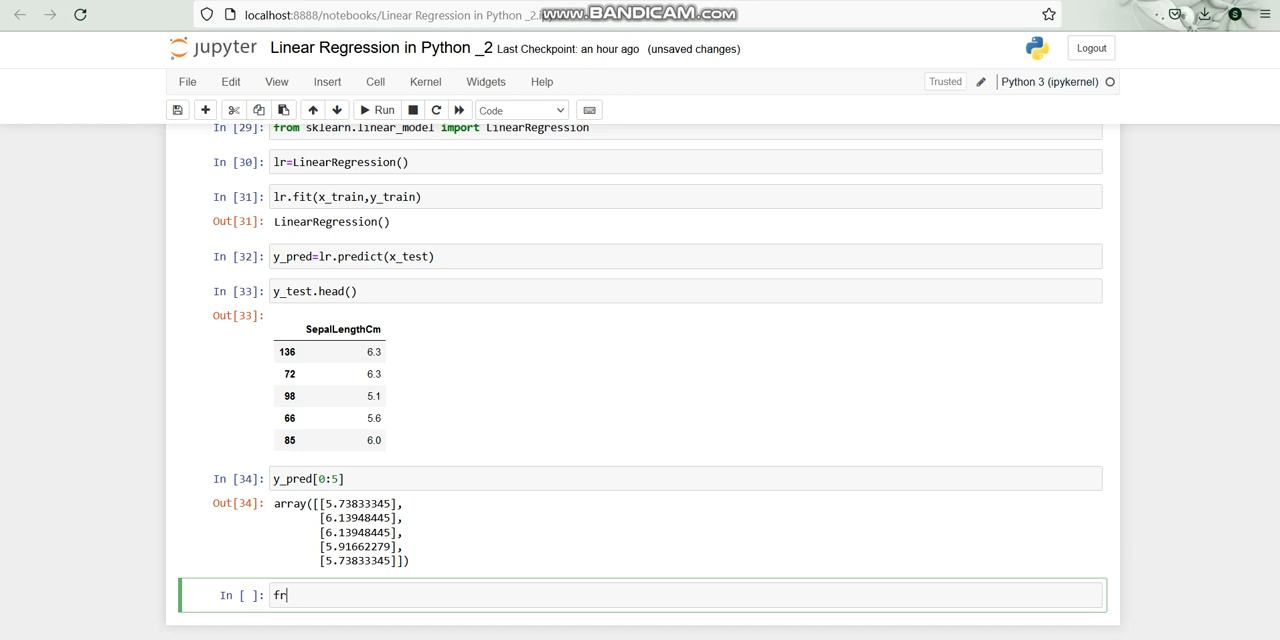 localhost:8888/notebooks/Linear Regression in Python _2.i
www.BANDICAM.com
S
jupyter Linear Regression in Python _2 Last Checkpoint: an hour ago (unsaved changes)
Logout
File Edit View Insert Cell Kernel Widgets Help
Trusted Python 3 (ipykernel)
Run Code
In [29]: from sklearn.linear_model import LinearRegression
In [30]: lr=LinearRegression()
In [31]: lr.fit(x_train,y_train)
Out[31]: LinearRegression()
In [32]: y_pred=lr.predict(x_test)
In [33]: y_test.head()
Out[33]:
SepalLengthCm
136 6.3
72 6.3
98 5.1
66 5.6
85 6.0
In [34]: y_pred[0:5]
Out[34]: array([[5.73833345],
[6.13948445],
[6.13948445],
[5.91662279],
[5.73833345]])
In [ ]: fr